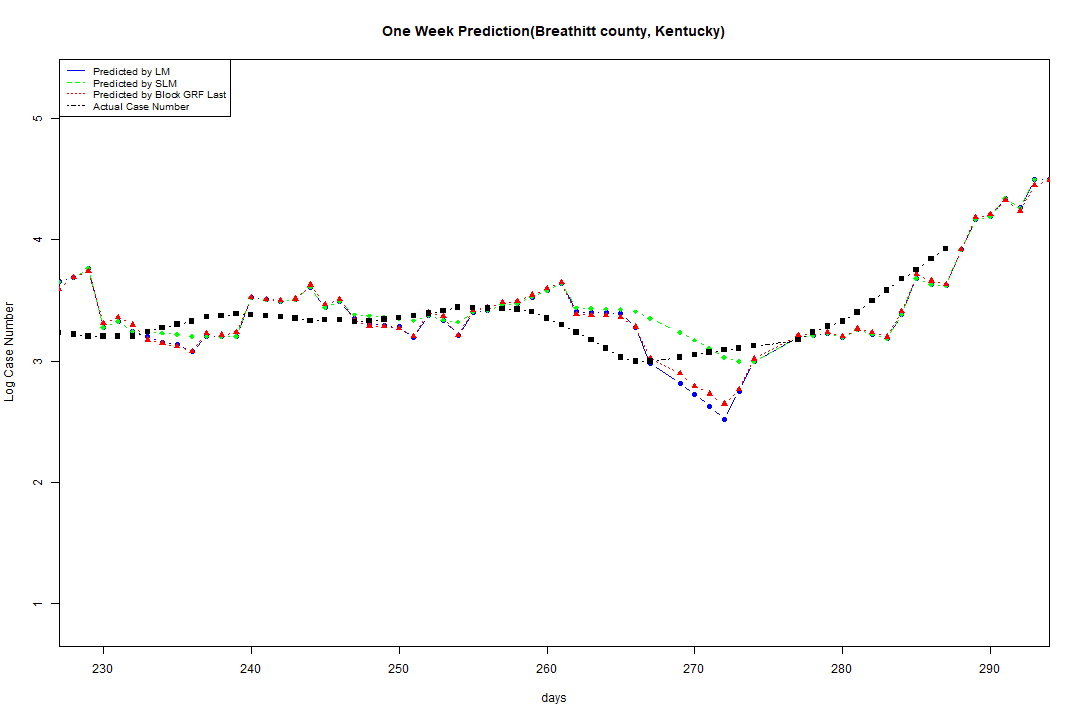 One Week Prediction(Breathitt county, Kentucky)
Predicted by LM
Predicted by SLM
Predicted by Block GRF Last
Actual Case Number
5
4
3
2
1
Log Case Number
230 240 250 260 270 280 290
days